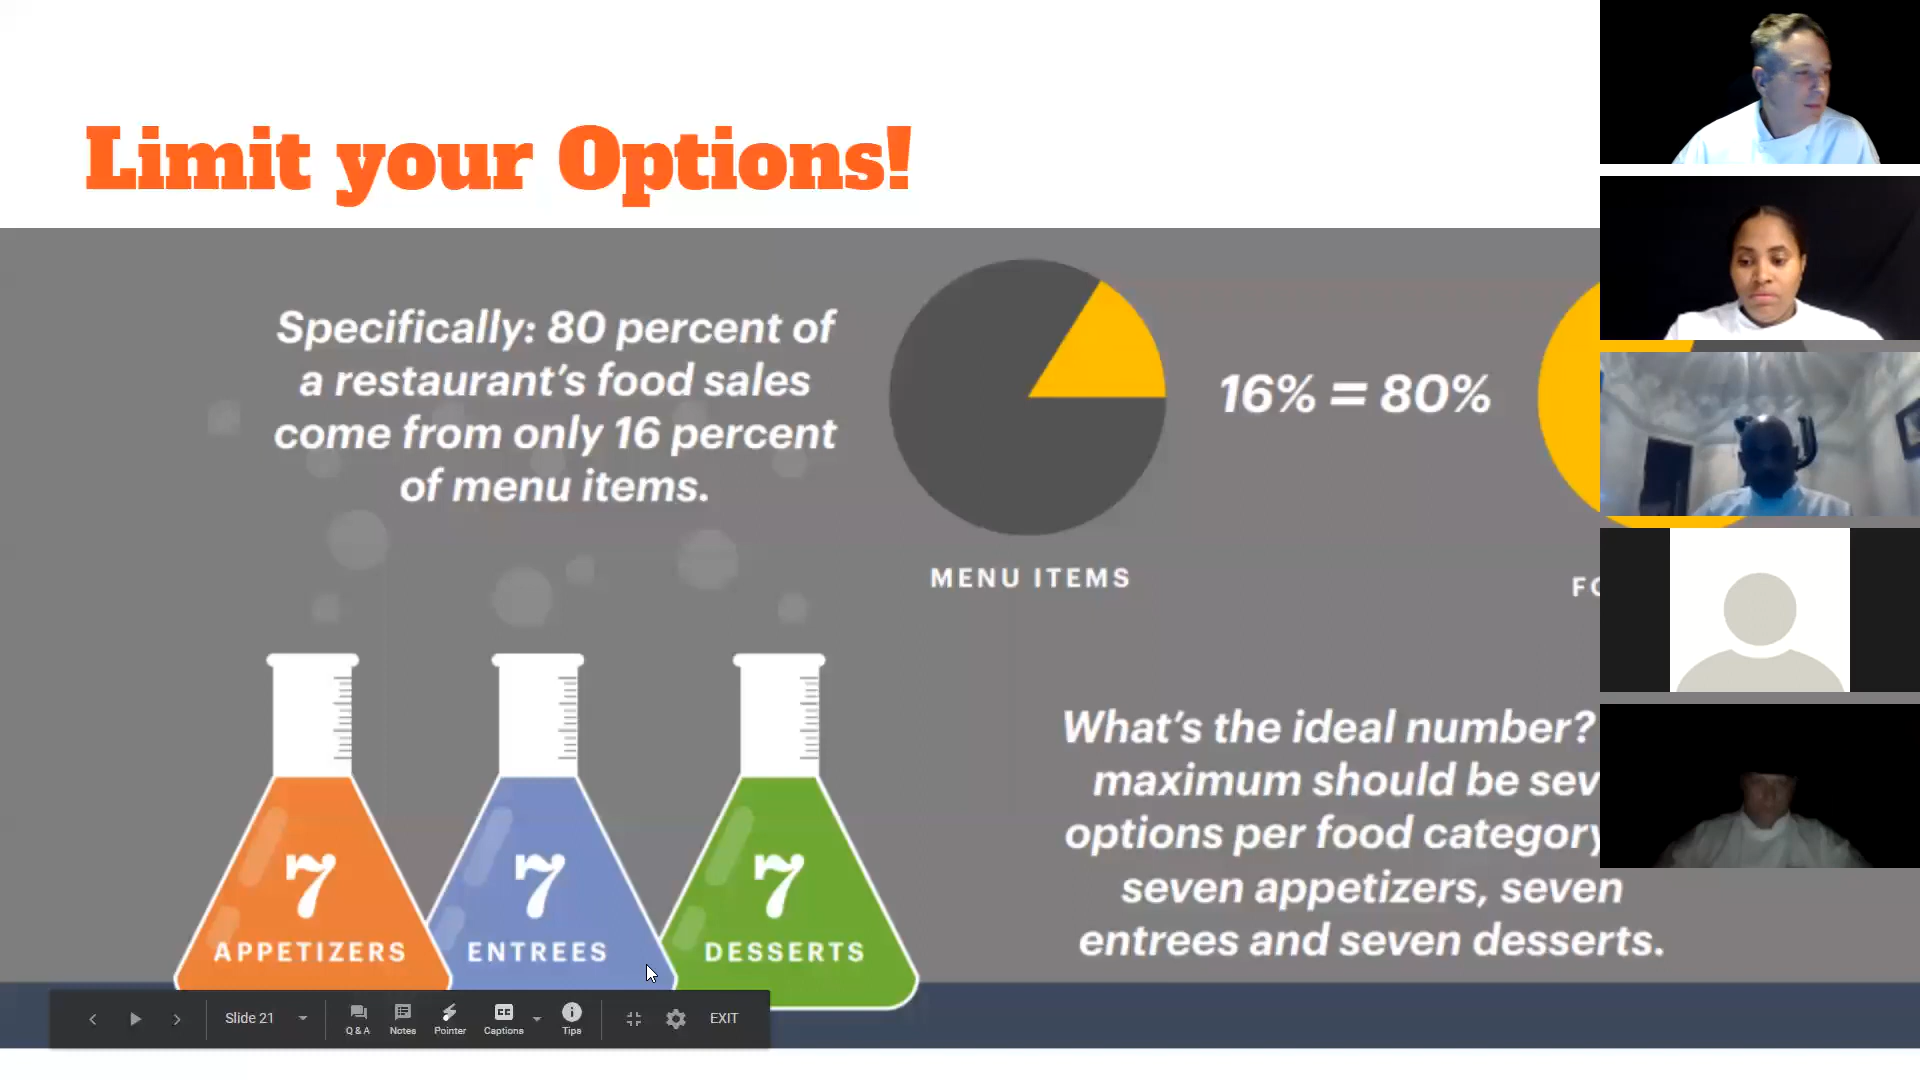 Limit your Options!
Specifically: 80 percent of
a restaurant's food sales
come from only 16 percent
of menu items.
16% = 80%
MENU ITEMS
What's the ideal number?
maximum should be
options per food category
seven appetizers, seven
entrees and seven desserts.
7
APPETIZERS
7
ENTREES
7
DESSERTS
Slide 21
Q & A
Notes
Pointer
CC
Captions
Tips
EXIT